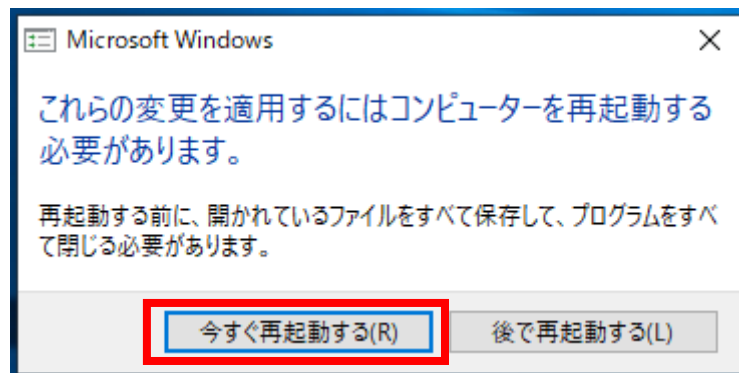 Microsoft Windows
これらの変更を適用するにはコンピューターを再起動する
必要があります。
再起動する前に、開かれているファイルをすべて保存して、プログラムをすべ
て閉じる必要があります。
今すぐ再起動する(R)
後で再起動する(L)